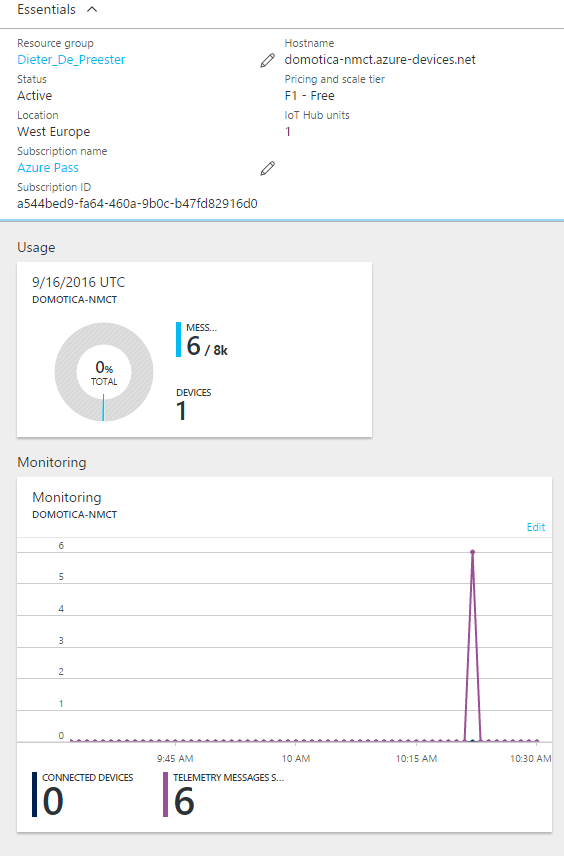 Essentials
Resource group
Dieter_De_Preester
Hostname
domotica-nmct.azure-devices.net
Status
Active
Pricing and scale tier
F1 - Free
Location
West Europe
IoT Hub units
1
Subscription name
Azure Pass
Subscription ID
a544bed9-fa64-460a-9b0c-b47fd82916d0
Usage
9/16/2016 UTC
DOMOTICA-NMCT
0%
TOTAL
MESS...
6 / 8k
DEVICES
1
Monitoring
Monitoring
DOMOTICA-NMCT
Edit
6
5
4
3
2
1
0
9:45 AM 10 AM 10:15 AM 10:30 AM
CONNECTED DEVICES
0
TELEMETRY MESSAGES S...
6